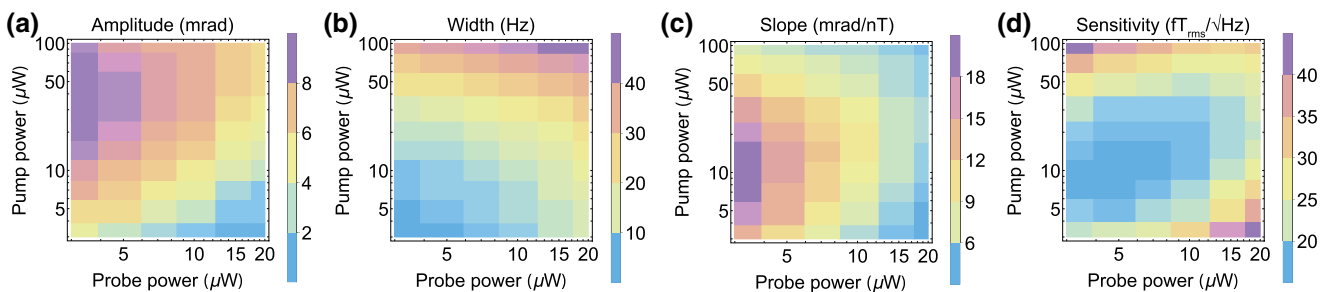 (a) Amplitude (mrad)
100
50
10
5
Pump power (µW)
5 10 15 20
Probe power (µW)
8
6
4
2
(b) Width (Hz)
100
50
10
5
Pump power (µW)
5 10 15 20
Probe power (µW)
40
30
20
10
(c) Slope (mrad/nT)
100
50
10
5
Pump power (µW)
5 10 15 20
Probe power (µW)
18
15
12
9
6
(d) Sensitivity (fTrms/√Hz)
100
50
10
5
Pump power (µW)
5 10 15 20
Probe power (µW)
40
35
30
25
20